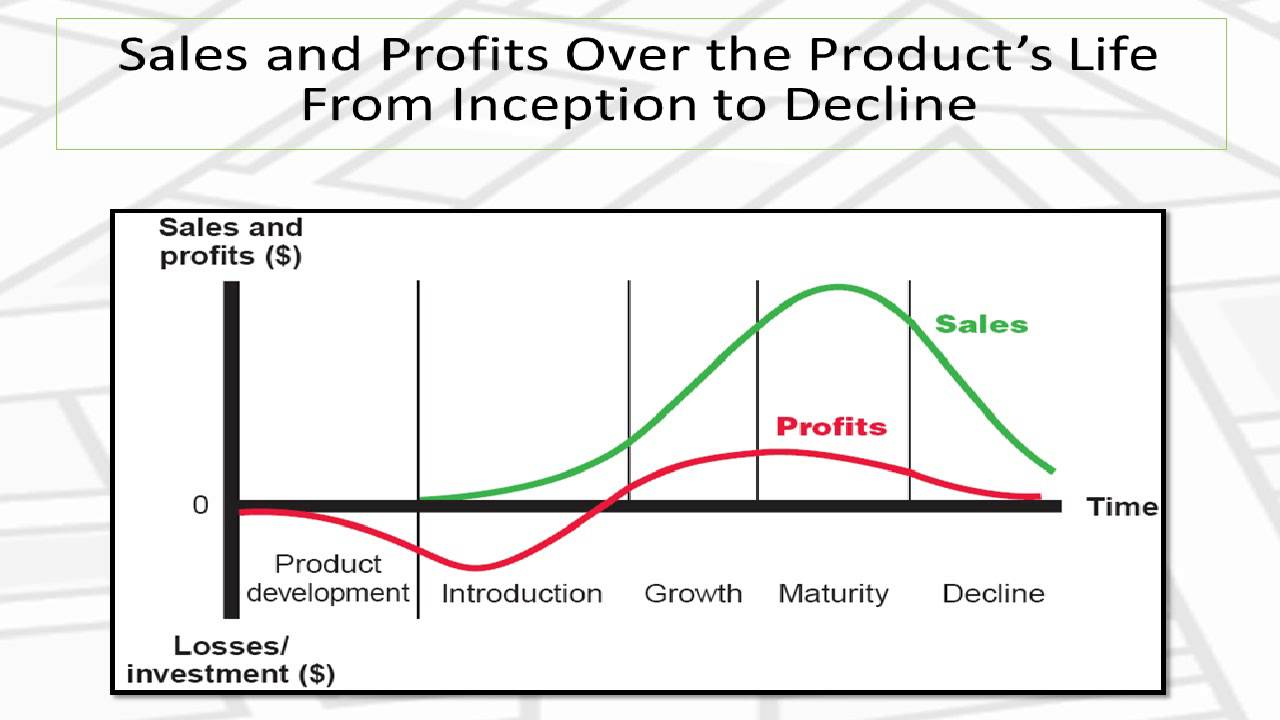 Sales and Profits Over the Product’s Life
From Inception to Decline
Sales and
profits ($)
Sales
Profits
0
Time
Product
development
Introduction
Growth
Maturity
Decline
Losses/
investment ($)